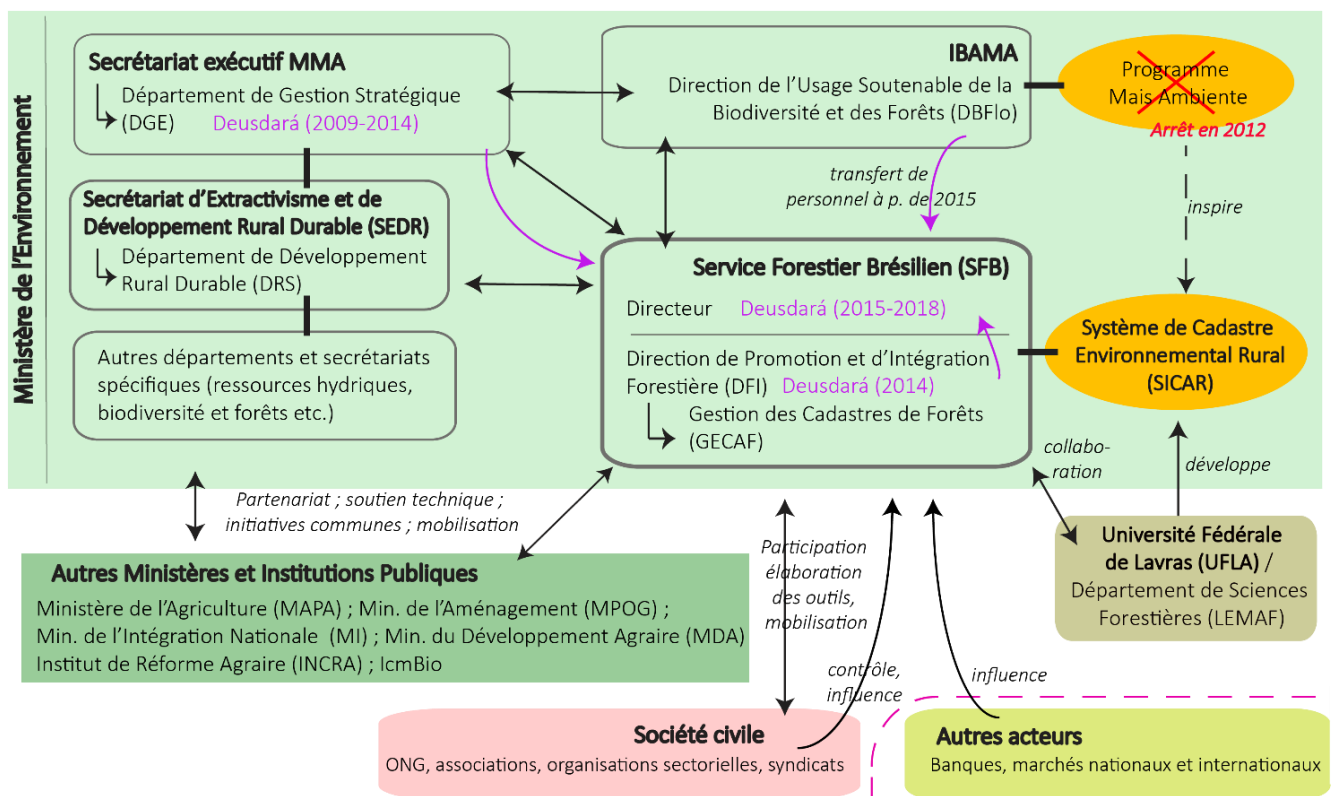 Ministère de l'Environnement
Secrétariat exécutif MMA
Département de Gestion Stratégique
(DGE) Deusdará (2009-2014)
IBAMA
Direction de l'Usage Soutenable de la
Biodiversité et des Forêts (DBFlo)
Programme
Mais Ambiente
Arrêt en 2012
transfert de
personnel à p. de 2015
inspire
Secrétariat d'Extractivisme et de
Développement Rural Durable (SEDR)
Département de Développement
Rural Durable (DRS)
Autres départements et secrétariats
spécifiques (ressources hydriques,
biodiversité et forêts etc.)
Service Forestier Brésilien (SFB)
Directeur Deusdará (2015-2018)
Direction de Promotion et d'Intégration
Forestière (DFI) Deusdará (2014)
Gestion des Cadastres de Forêts
(GECAF)
Système de Cadastre
Environnemental Rural
(SICAR)
collabo-
ration
développe
Partenariat ; soutien technique ;
initiatives communes ; mobilisation
Participation
élaboration
des outils,
mobilisation
Université Fédérale
de Lavras (UFLA) /
Département de Sciences
Forestières (LEMAF)
Autres Ministères et Institutions Publiques
Ministère de l'Agriculture (MAPA) ; Min. de l'Aménagement (MPOG) ;
Min. de l'Intégration Nationale (MI) ; Min. du Développement Agraire (MDA)
Institut de Réforme Agraire (INCRA) ; IcmBio
contrôle,
influence
influence
Société civile
ONG, associations, organisations sectorielles, syndicats
Autres acteurs
Banques, marchés nationaux et internationaux